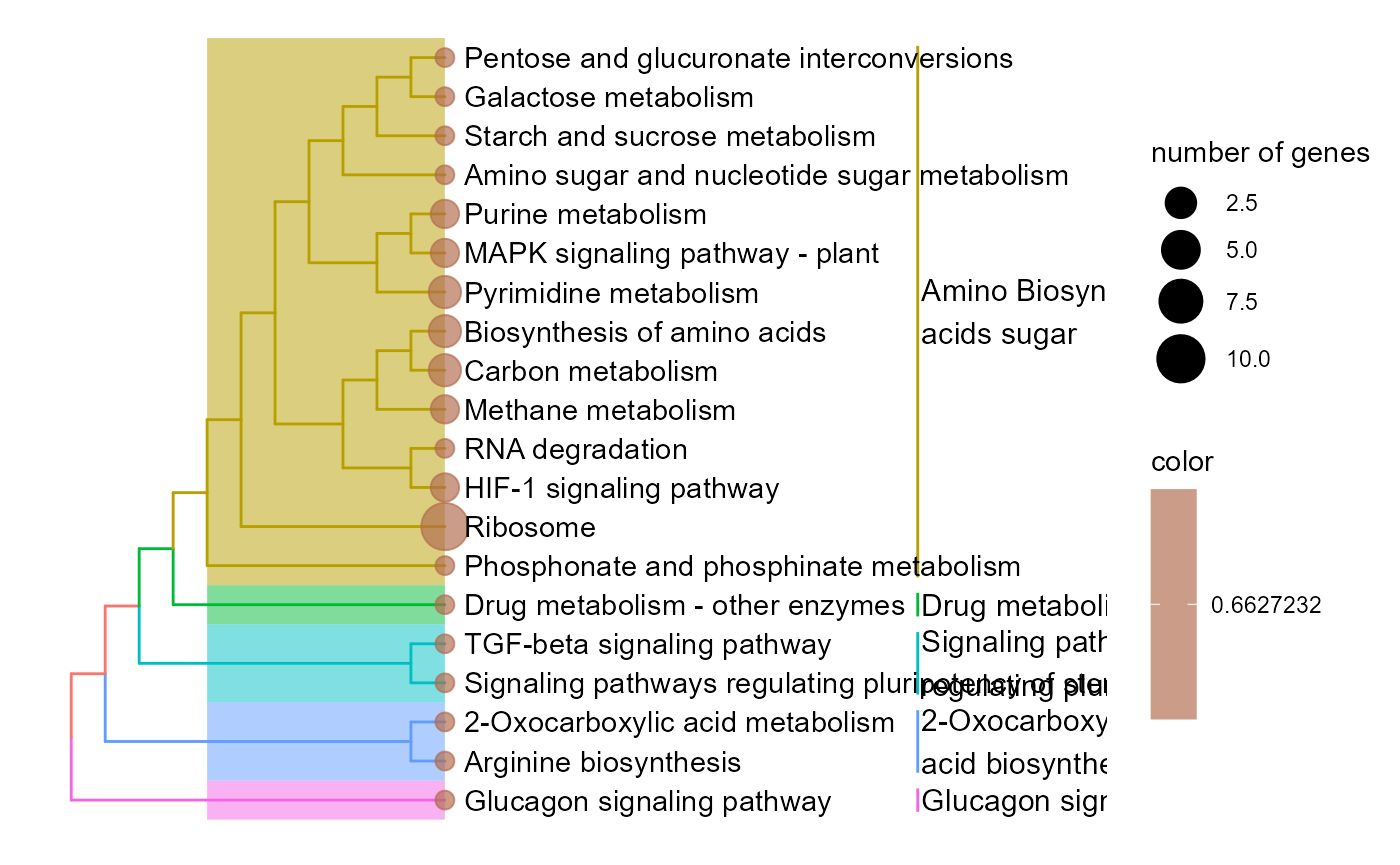 Pentose and glucuronate interconversions
Galactose metabolism
Starch and sucrose metabolism
Amino sugar and nucleotide sugar metabolism
Purine metabolism
MAPK signaling pathway - plant
Pyrimidine metabolism
Biosynthesis of amino acids
Carbon metabolism
Methane metabolism
RNA degradation
HIF-1 signaling pathway
Ribosome
Phosphonate and phosphinate metabolism
Drug metabolism - other enzymes
TGF-beta signaling pathway
Signaling pathways regulating pluripotency of
2-Oxocarboxylic acid metabolism
Arginine biosynthesis
Glucagon signaling pathway
Amino Biosyn
acids sugar
Drug metaboli
Signaling path
regulating plur
2-Oxocarboxy
acid biosynthe
Glucagon sigr
number of genes
2.5
5.0
7.5
10.0
color
0.6627232